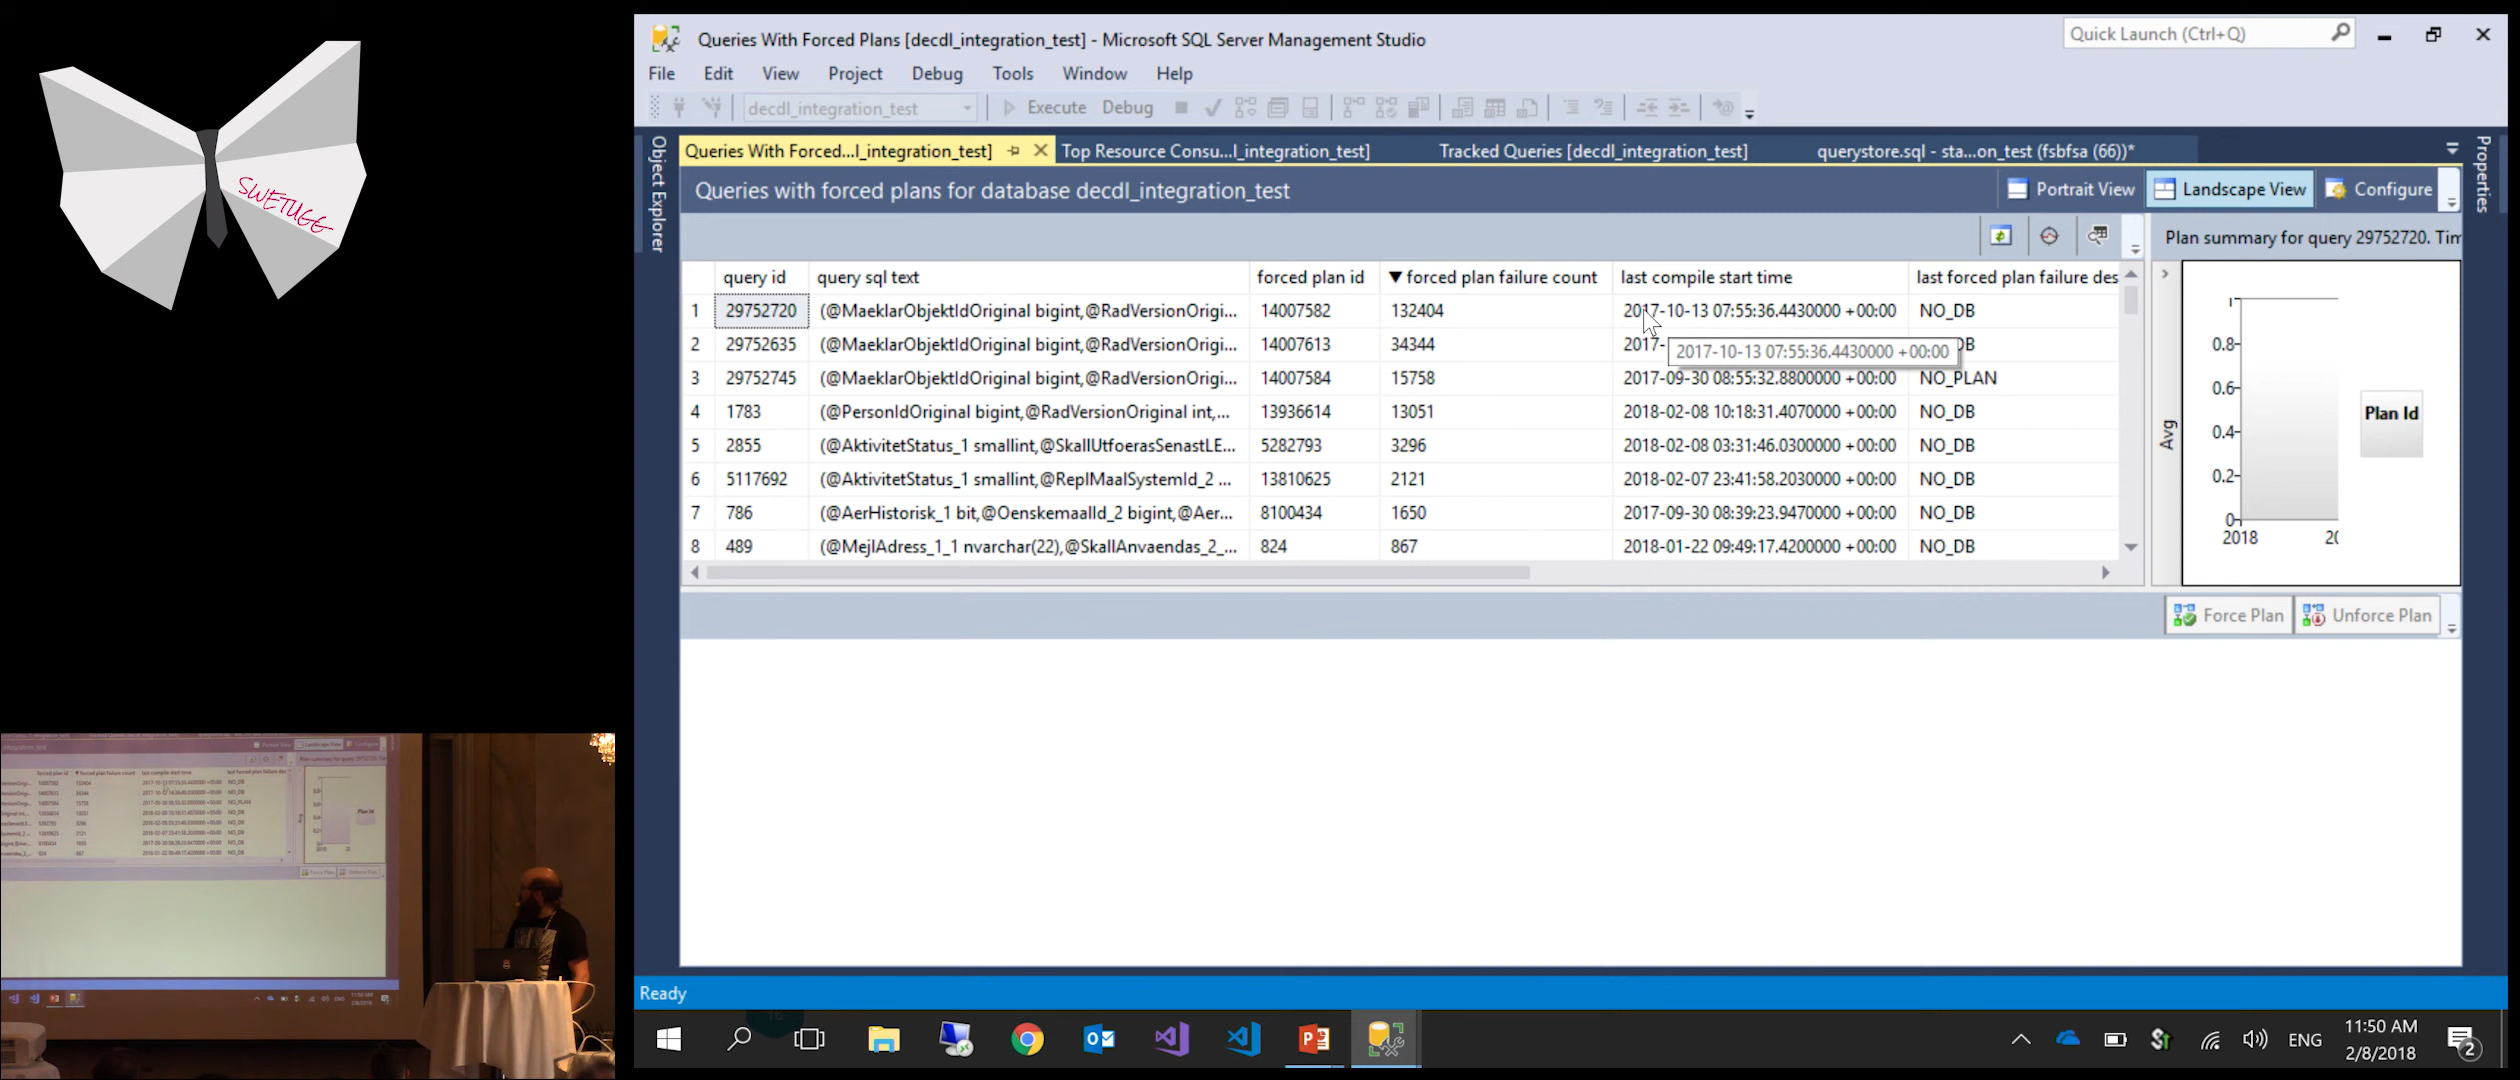 SWETUGG
Queries With Forced Plans [decdl_integration_test] - Microsoft SQL Server Management Studio
Quick Launch (Ctrl+Q)
File Edit View Project Debug Tools Window Help
decdl_integration_test Execute Debug
Object Explorer
Queries With Forced...l_integration_test] Top Resource Consu...l_integration_test] Tracked Queries [decdl_integration_test] querystore.sql - sta...on_test (fsbfsa (66))*
Properties
Queries with forced plans for database decdl_integration_test Portrait View Landscape View Configure
Plan summary for query 29752720. Tim
query id query sql text forced plan id forced plan failure count last compile start time last forced plan failure des
1 29752720 (@MaeklarObjektIdOriginal bigint,@RadVersionOrigi... 14007582 132404 2017-10-13 07:55:36.4430000 +00:00 NO_DB
2 29752635 (@MaeklarObjektIdOriginal bigint,@RadVersionOrigi... 14007613 34344 2017- DB
2017-10-13 07:55:36.4430000 +00:00
3 29752745 (@MaeklarObjektIdOriginal bigint,@RadVersionOrigi... 14007584 15758 2017-09-30 08:55:32.8800000 +00:00 NO_PLAN
4 1783 (@PersonIdOriginal bigint,@RadVersionOriginal int,... 13936614 13051 2018-02-08 10:18:31.4070000 +00:00 NO_DB
5 2855 (@AktivitetStatus_1 smallint,@SkallUtfoerasSenastLE... 5282793 3296 2018-02-08 03:31:46.0300000 +00:00 NO_DB
6 5117692 (@AktivitetStatus_1 smallint,@ReplMaalSystemId_2 ... 13810625 2121 2018-02-07 23:41:58.2030000 +00:00 NO_DB
7 786 (@AerHistorisk_1 bit,@OenskemaalId_2 bigint,@Aer... 8100434 1650 2017-09-30 08:39:23.9470000 +00:00 NO_DB
8 489 (@MejlAdress_1_1 nvarchar(22),@SkallAnvaendas_2_... 824 867 2018-01-22 09:49:17.4200000 +00:00 NO_DB
Avg
1
0.8
0.6
0.4
0.2
0
2018 20
Plan Id
Force Plan Unforce Plan
Ready
16
ENG
11:50 AM
2/8/2018
2